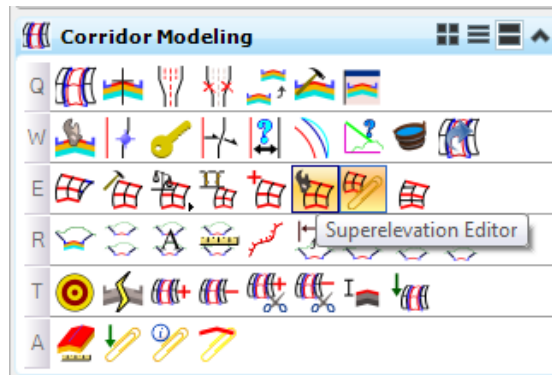 Corridor Modeling
Q
W
E
Superelevation Editor
R
A
T
A